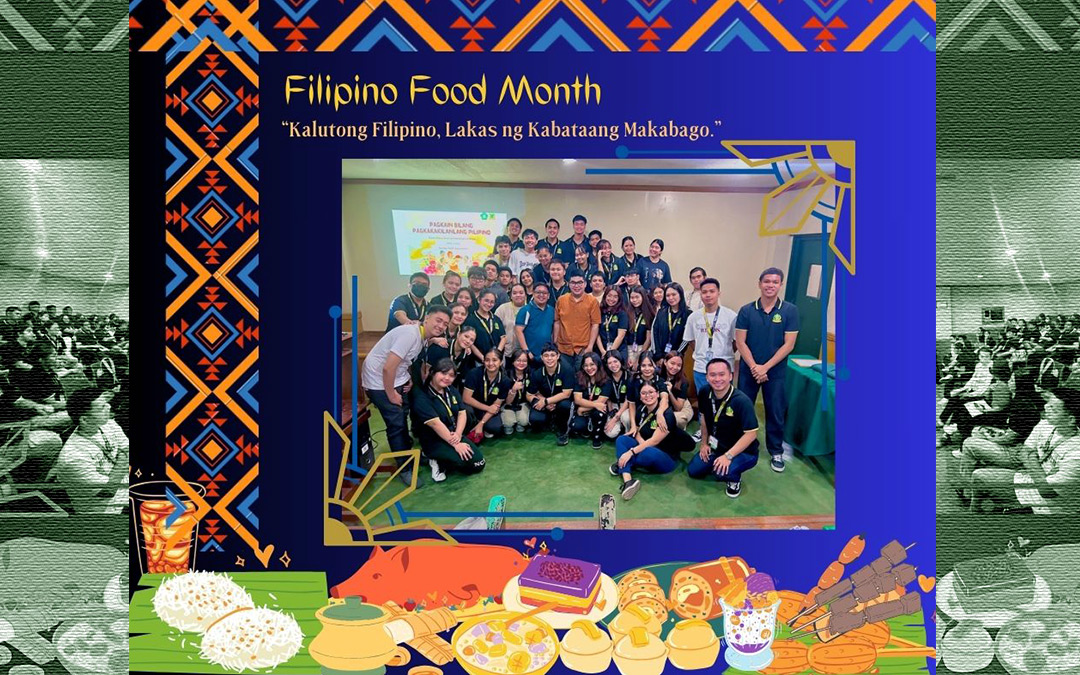 Filipino Food Month
“Kalutong Filipino, Lakas ng Kabataang Makabago.”
PAGKAIN BILANG
PAGKAKAKILANLANG PILIPINO